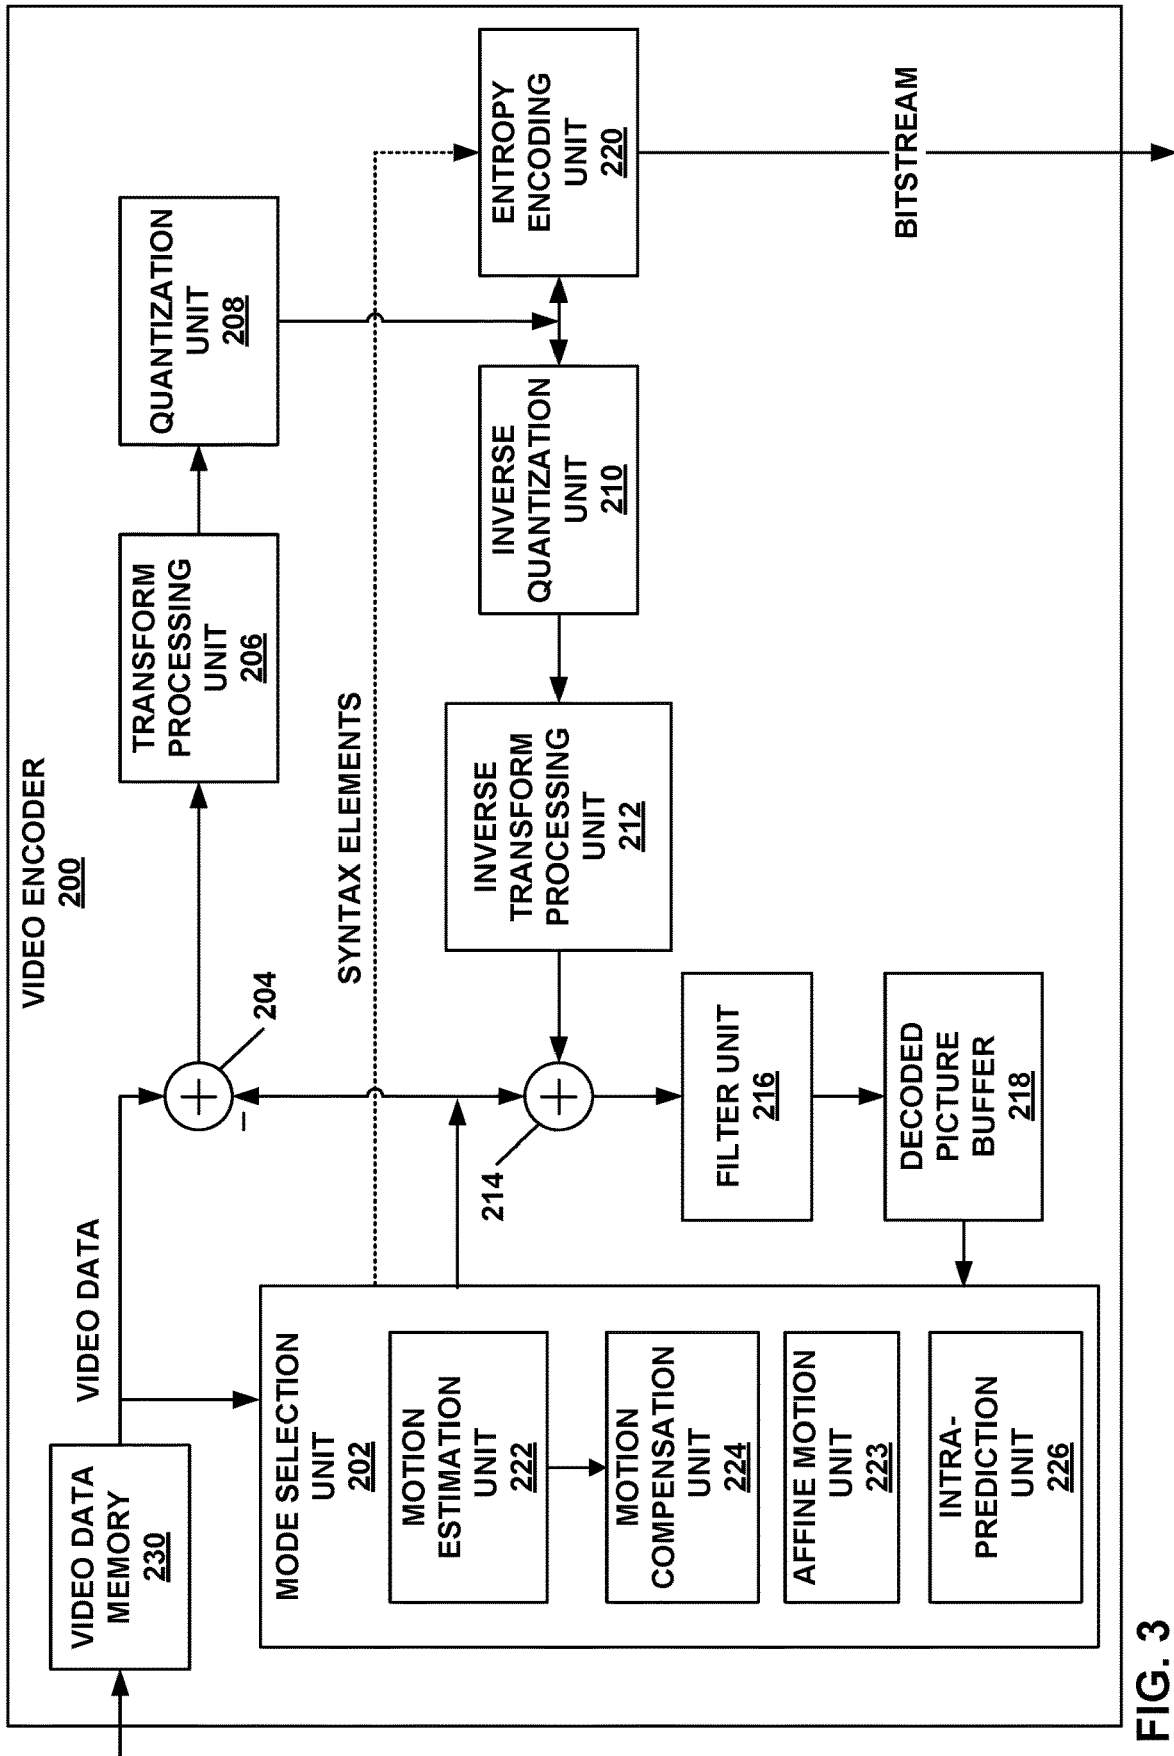 VIDEO ENCODER
200
VIDEO DATA
MEMORY
230
VIDEO DATA
204
–
TRANSFORM
PROCESSING
UNIT
206
QUANTIZATION
UNIT
208
SYNTAX ELEMENTS
MODE SELECTION
UNIT
202
MOTION
ESTIMATION
UNIT
222
MOTION
COMPENSATION
UNIT
224
AFFINE MOTION
UNIT
223
INTRA-
PREDICTION
UNIT
226
214
INVERSE
TRANSFORM
PROCESSING
UNIT
212
INVERSE
QUANTIZATION
UNIT
210
ENTROPY
ENCODING
UNIT
220
FILTER UNIT
216
DECODED
PICTURE
BUFFER
218
BITSTREAM
FIG. 3